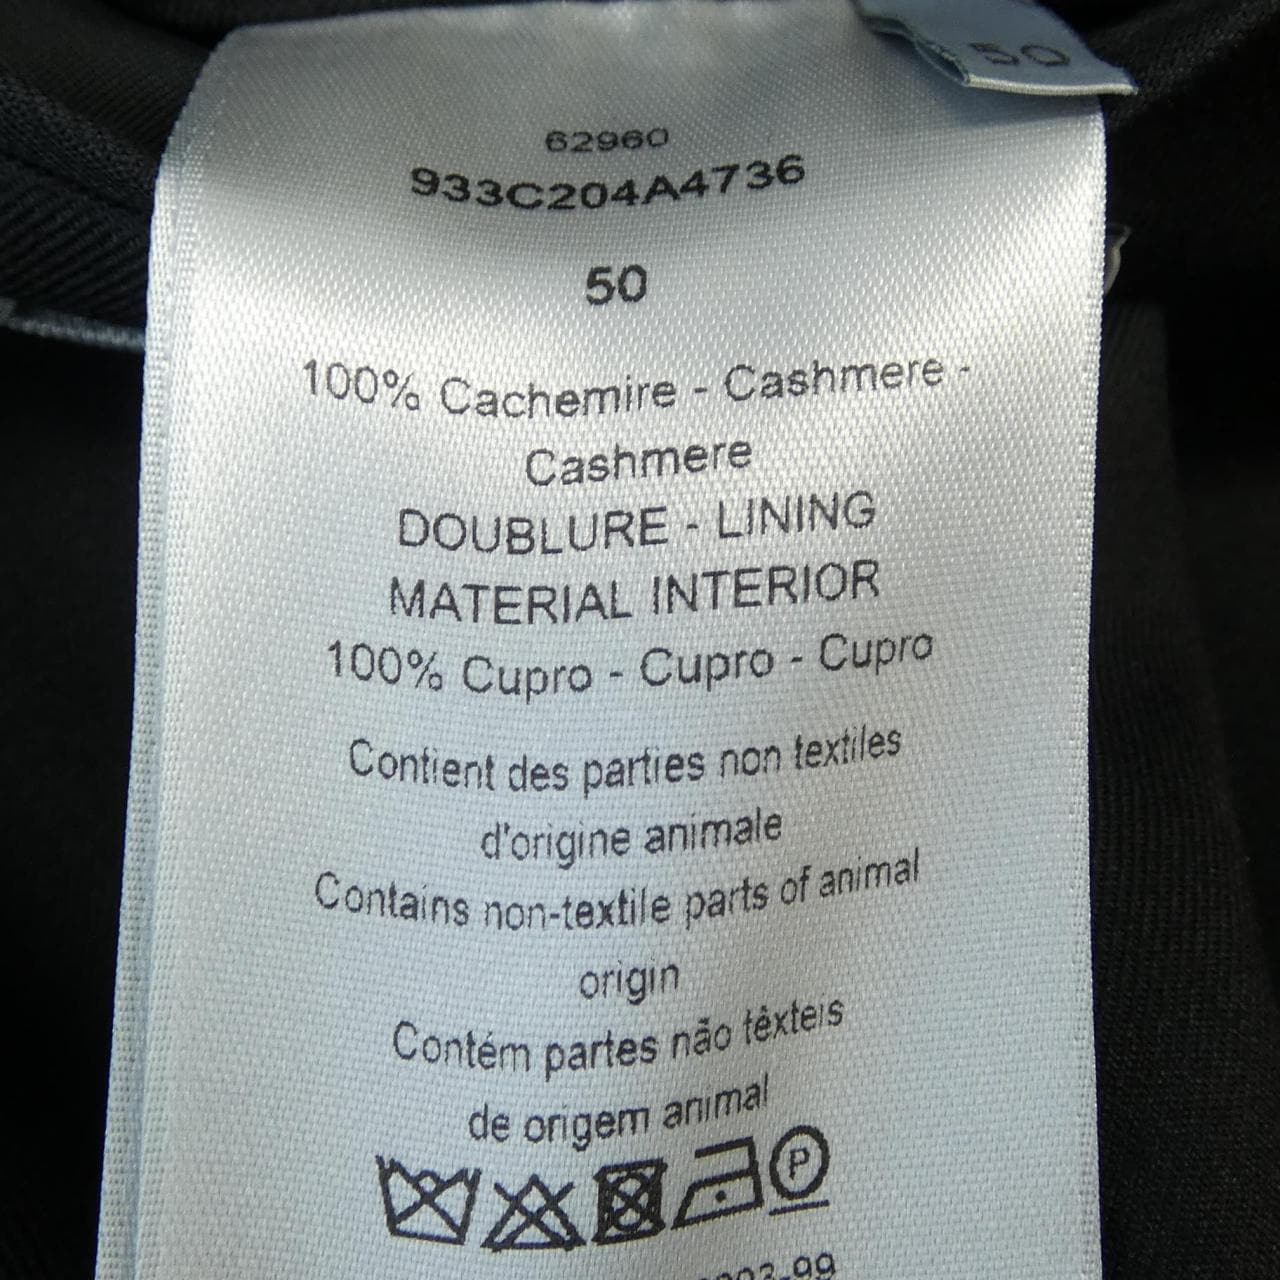 50
62960
933C204A4736
50
100% Cachemire - Cashmere -
Cashmere
DOUBLURE - LINING
MATERIAL INTERIOR
100% Cupro - Cupro - Cupro
Contient des parties non textiles
d'origine animale
Contains non-textile parts of animal
origin
Contém partes não têxteis
de origem animal
P